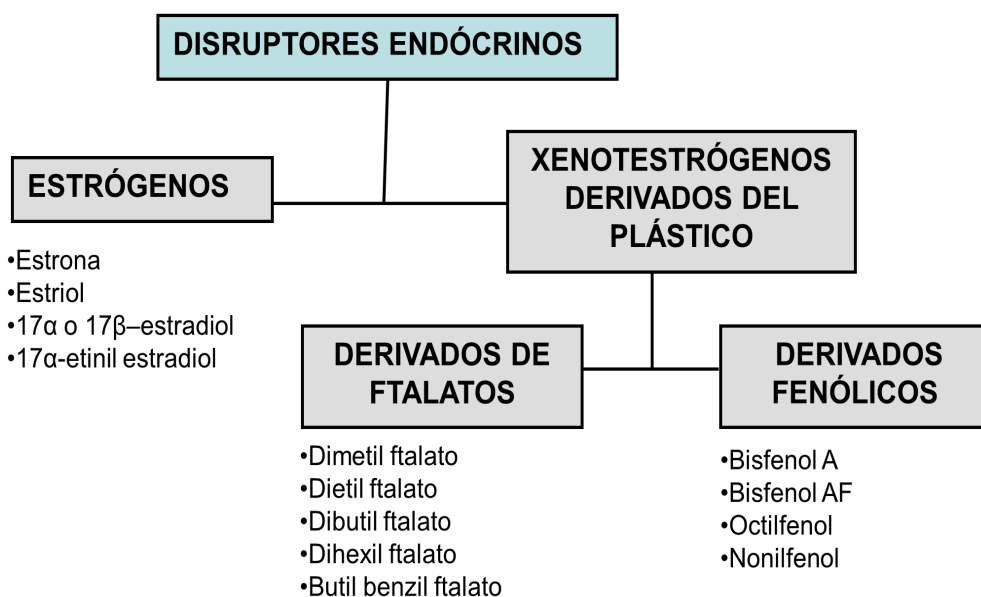 DISRUPTORES ENDÓCRINOS
ESTRÓGENOS
•Estrona
•Estriol
•17α o 17β–estradiol
•17α-etinil estradiol
XENOTESTRÓGENOS
DERIVADOS DEL
PLÁSTICO
DERIVADOS DE
FTALATOS
•Dimetil ftalato
•Dietil ftalato
•Dibutil ftalato
•Dihexil ftalato
•Butil benzil ftalato
DERIVADOS
FENÓLICOS
•Bisfenol A
•Bisfenol AF
•Octilfenol
•Nonilfenol